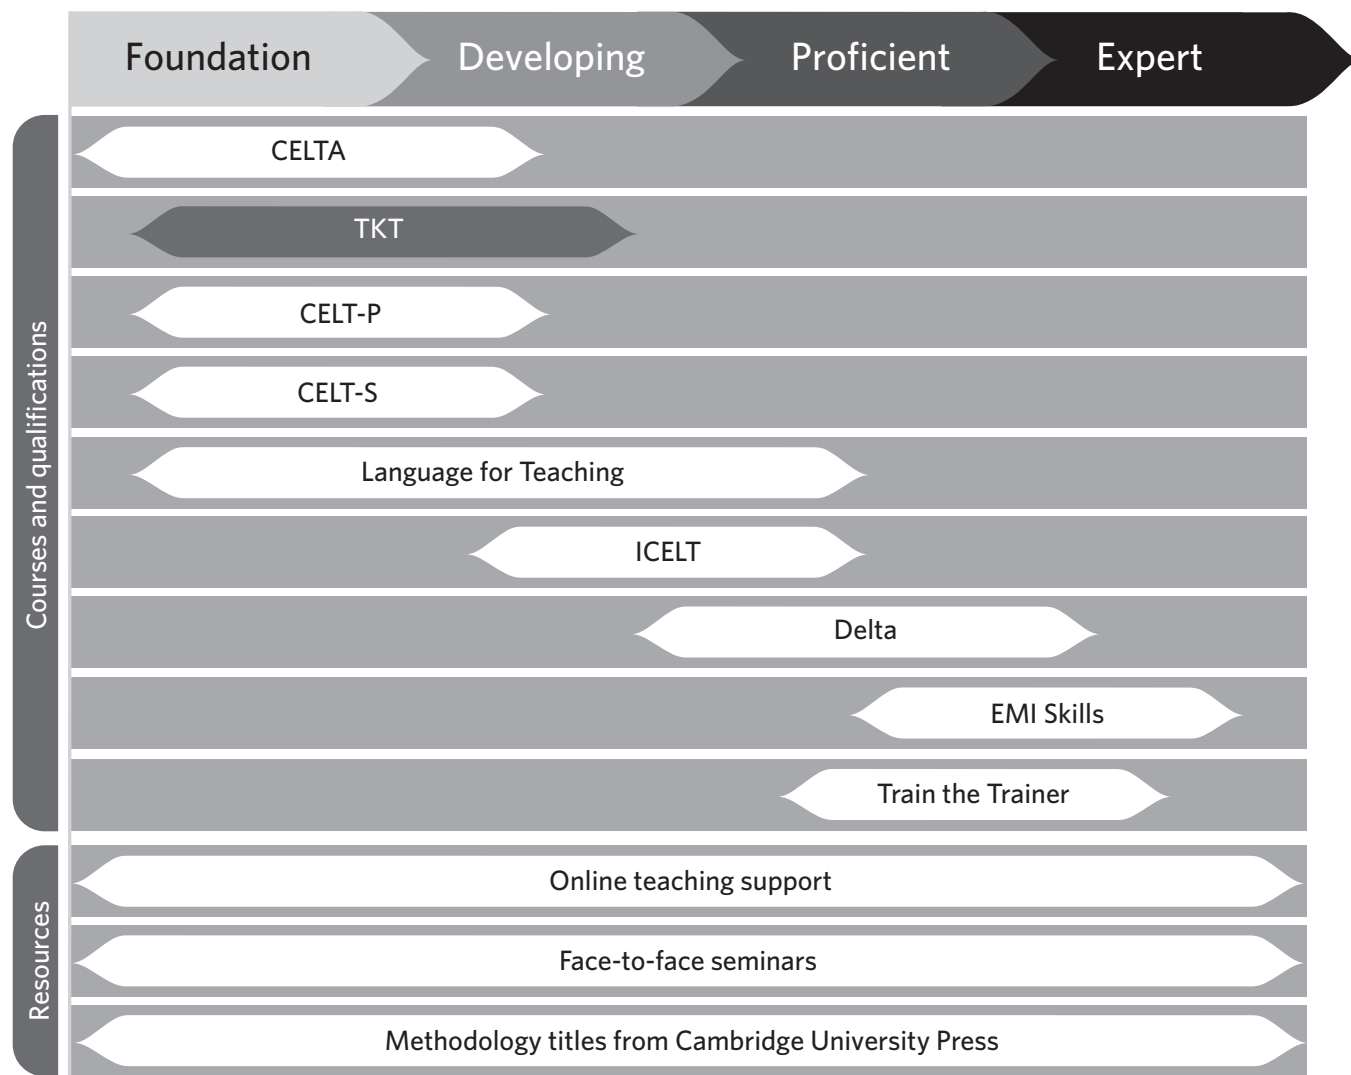 Foundation
Developing
Proficient
Expert
Courses and qualifications
CELTA
TKT
CELT-P
CELT-S
Language for Teaching
ICELT
Delta
EMI Skills
Train the Trainer
Resources
Online teaching support
Face-to-face seminars
Methodology titles from Cambridge University Press